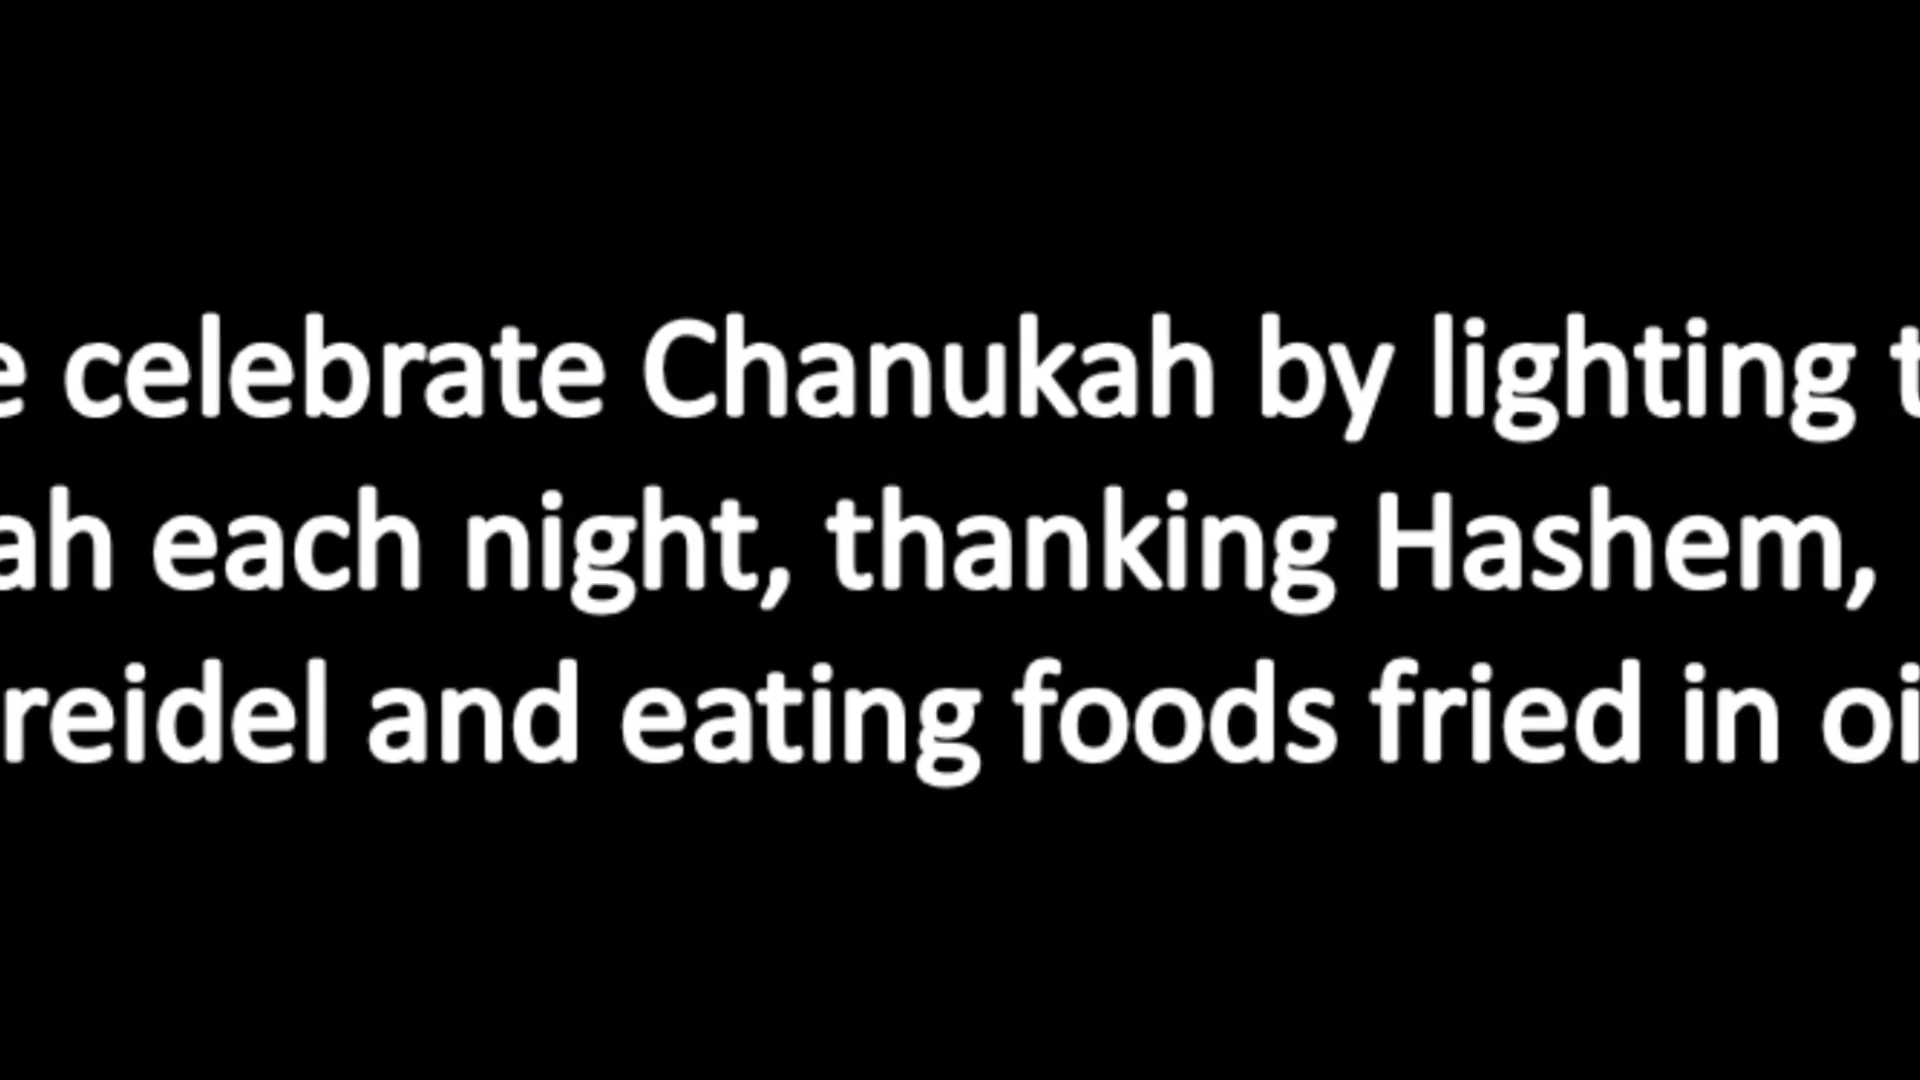 e celebrate Chanukah by lighting t
ah each night, thanking Hashem,
reidel and eating foods fried in oi